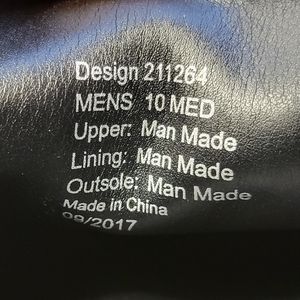 Design 211264
MENS 10 MED
Upper: Man Made
Lining: Man Made
Outsole: Man Made
Made in China
09/2017